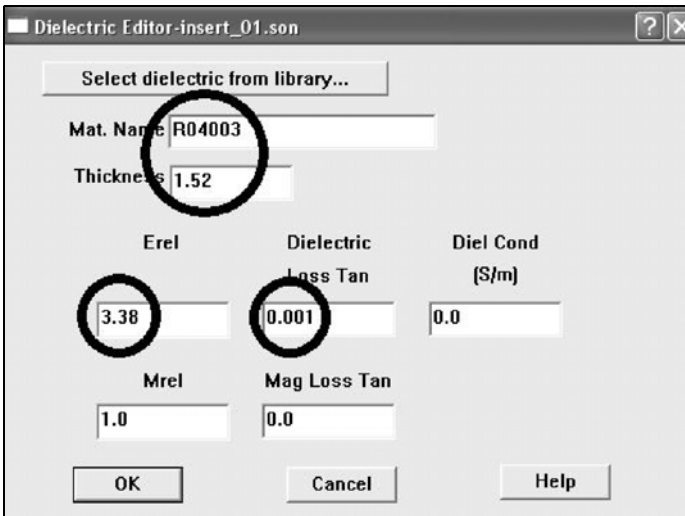 Dielectric Editor-insert_01.son
Select dielectric from library...
Mat. Name R04003
Thickness 1.52
Erel Dielectric Loss Tan Diel Cond (S/m)
3.38 0.001 0.0
Mrel Mag Loss Tan
1.0 0.0
OK Cancel Help